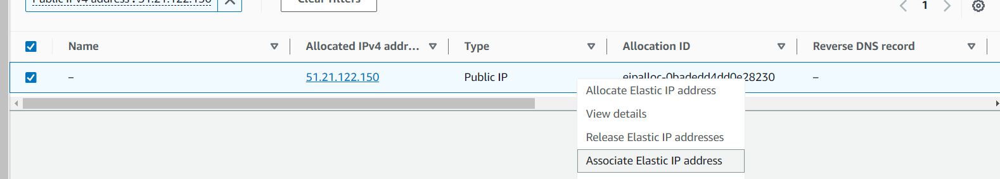 Public IPv4 address : 51.21.122.150
Clear filters
1
Name
Allocated IPv4 addr...
Type
Allocation ID
Reverse DNS record
–
51.21.122.150
Public IP
eipalloc-0badedd4dd0e28230
–
Allocate Elastic IP address
View details
Release Elastic IP addresses
Associate Elastic IP address